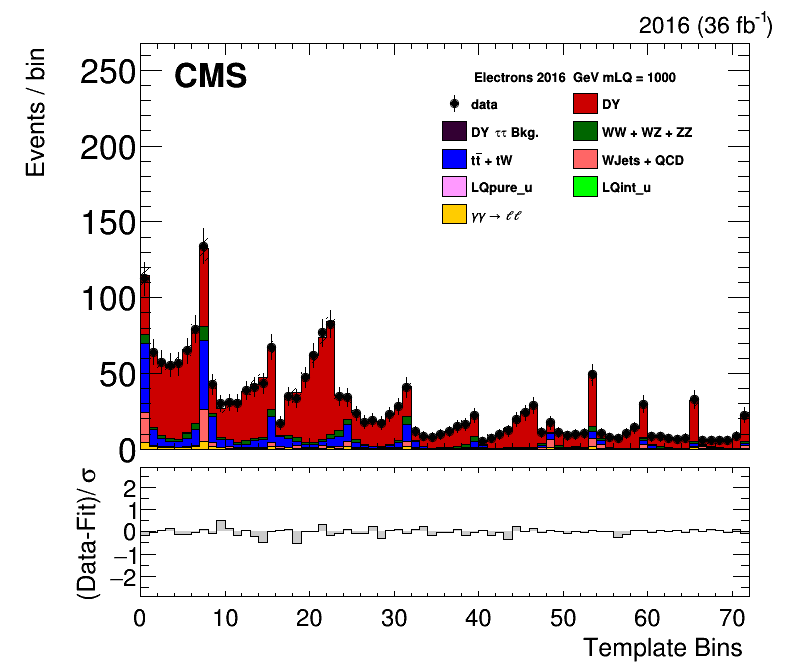 2016 (36 fb-1)
CMS
Electrons 2016 GeV mLQ = 1000
data
DY
DY ττ Bkg.
WW + WZ + ZZ
tt̅ + tW
WJets + QCD
LQpure_u
LQint_u
γγ → ℓℓ
Events / bin
250
200
150
100
50
0
(Data-Fit)/ σ
2
1
0
−1
−2
0 10 20 30 40 50 60 70
Template Bins